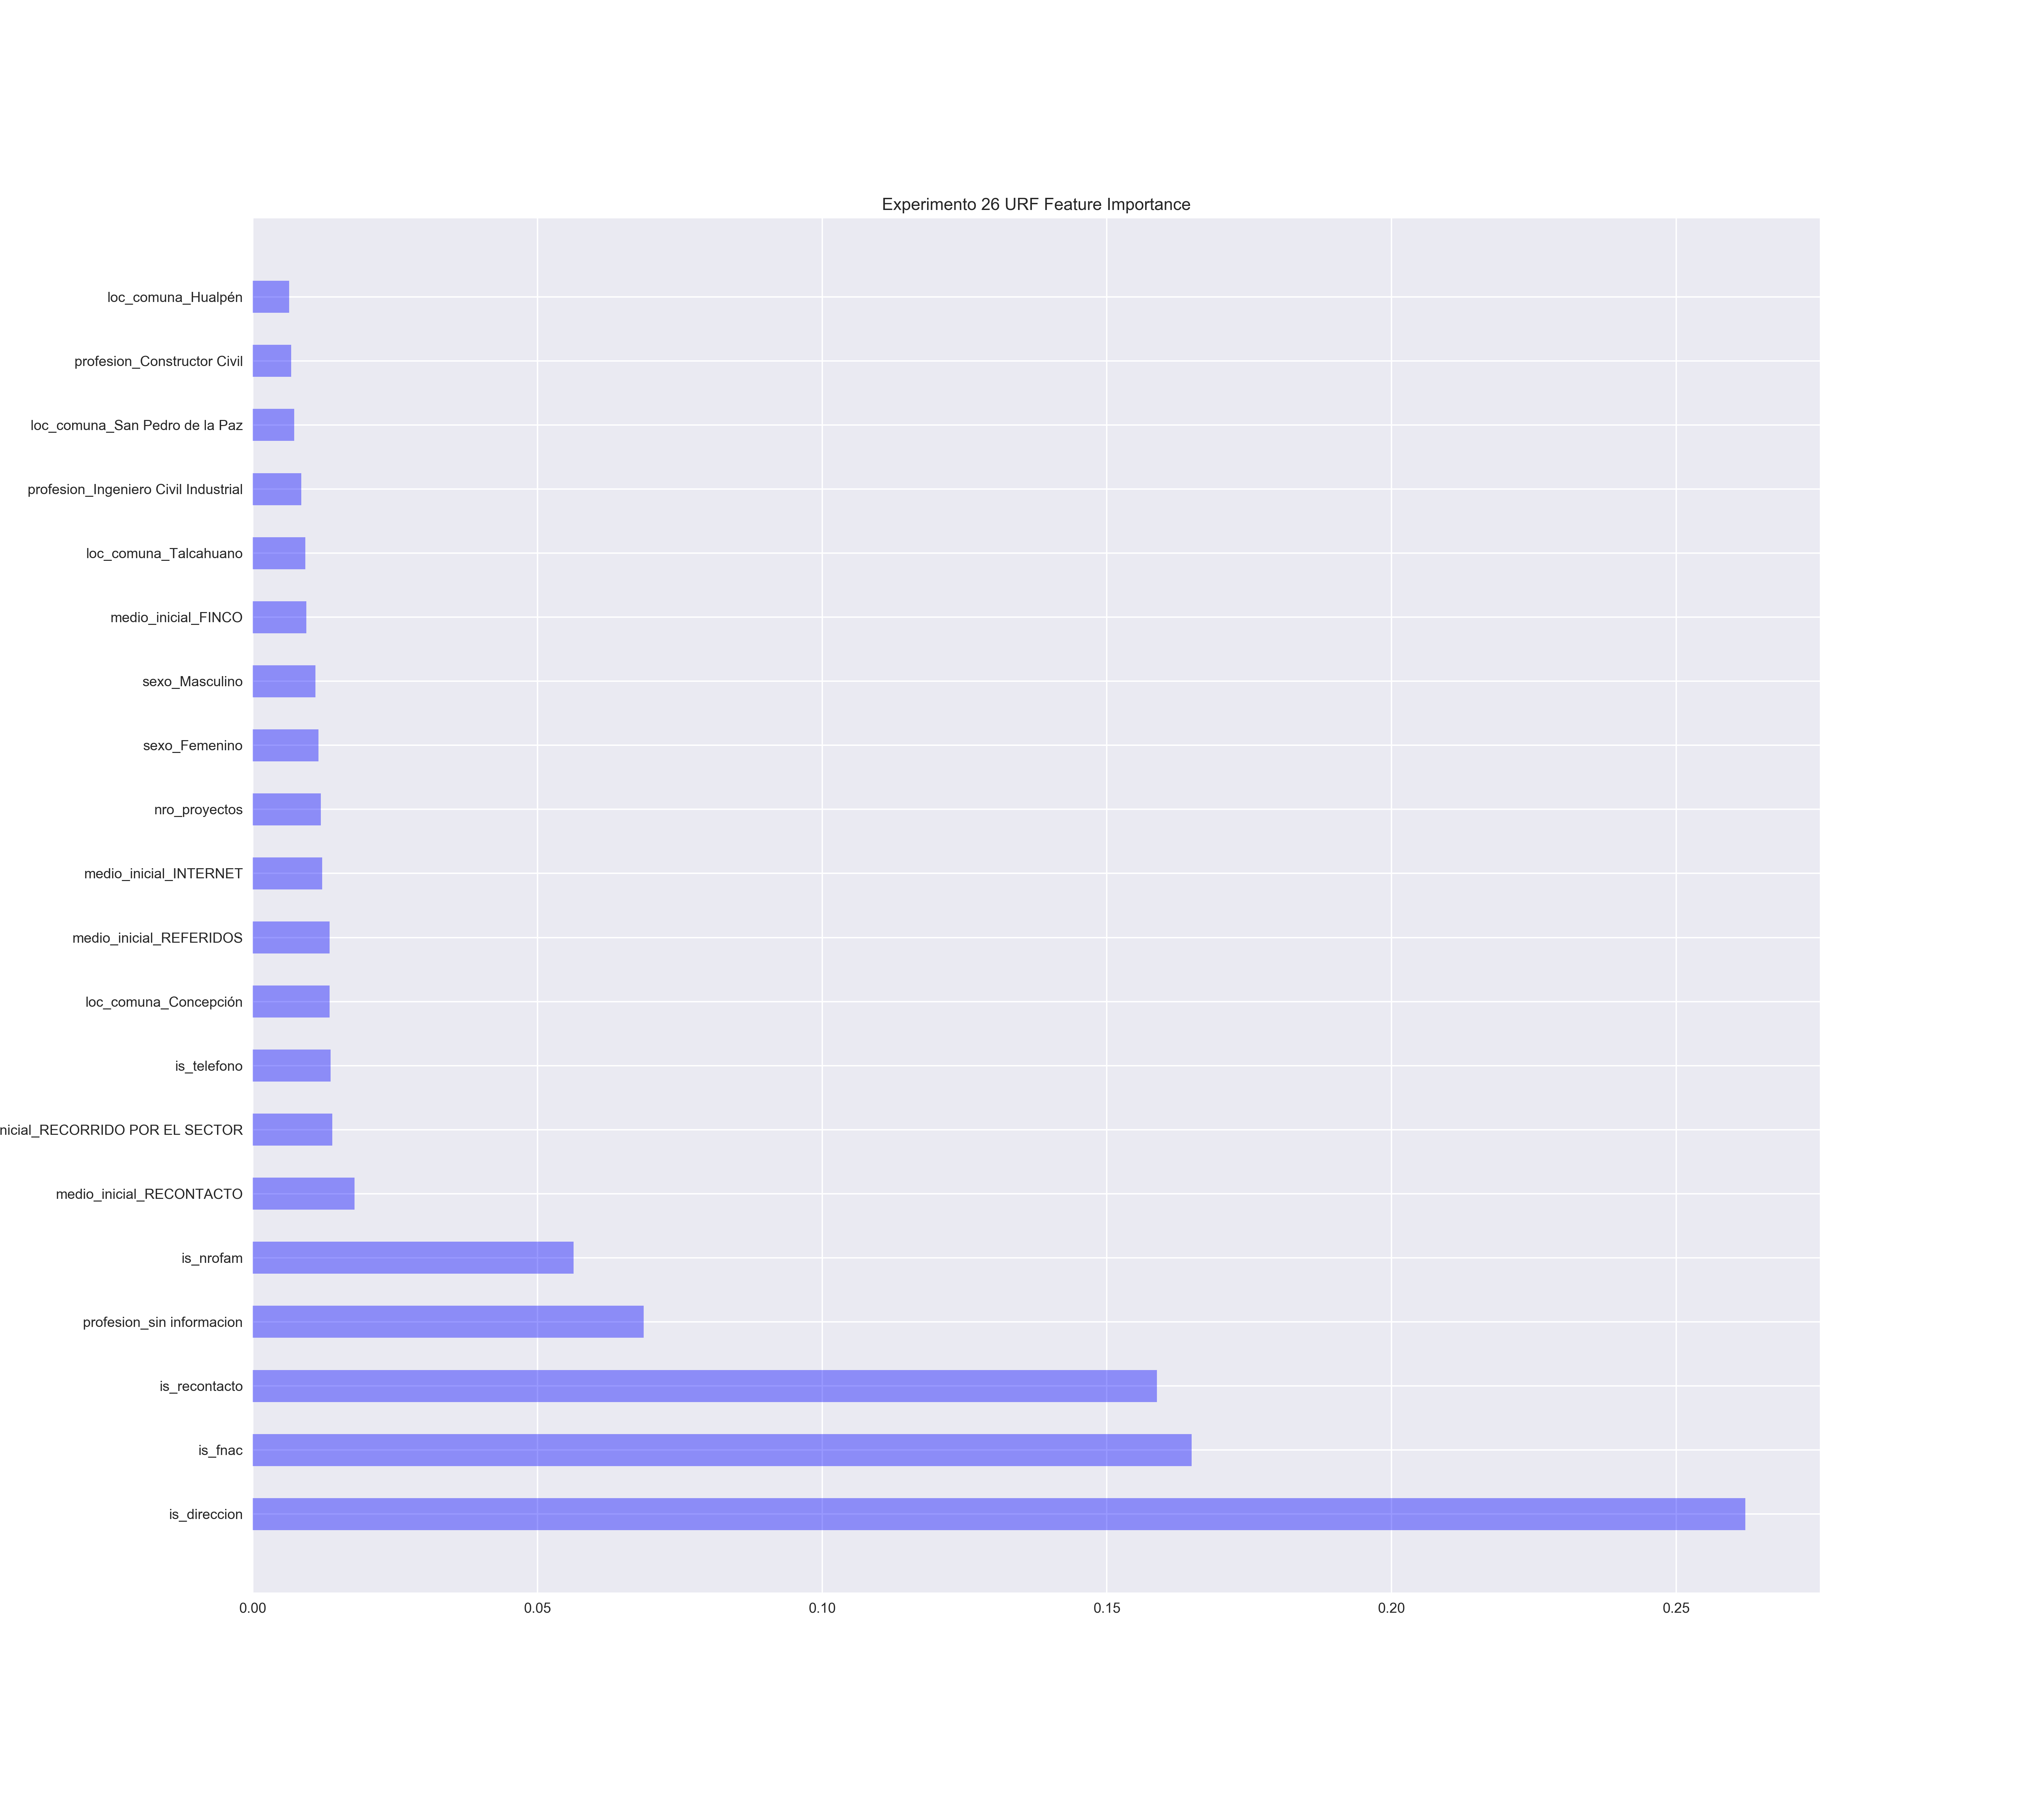 Experimento 26 URF Feature Importance
loc_comuna_Hualpén
profesion_Constructor Civil
loc_comuna_San Pedro de la Paz
profesion_Ingeniero Civil Industrial
loc_comuna_Talcahuano
medio_inicial_FINCO
sexo_Masculino
sexo_Femenino
nro_proyectos
medio_inicial_INTERNET
medio_inicial_REFERIDOS
loc_comuna_Concepción
is_telefono
nicial_RECORRIDO POR EL SECTOR
medio_inicial_RECONTACTO
is_nrofam
profesion_sin informacion
is_recontacto
is_fnac
is_direccion
0.00 0.05 0.10 0.15 0.20 0.25